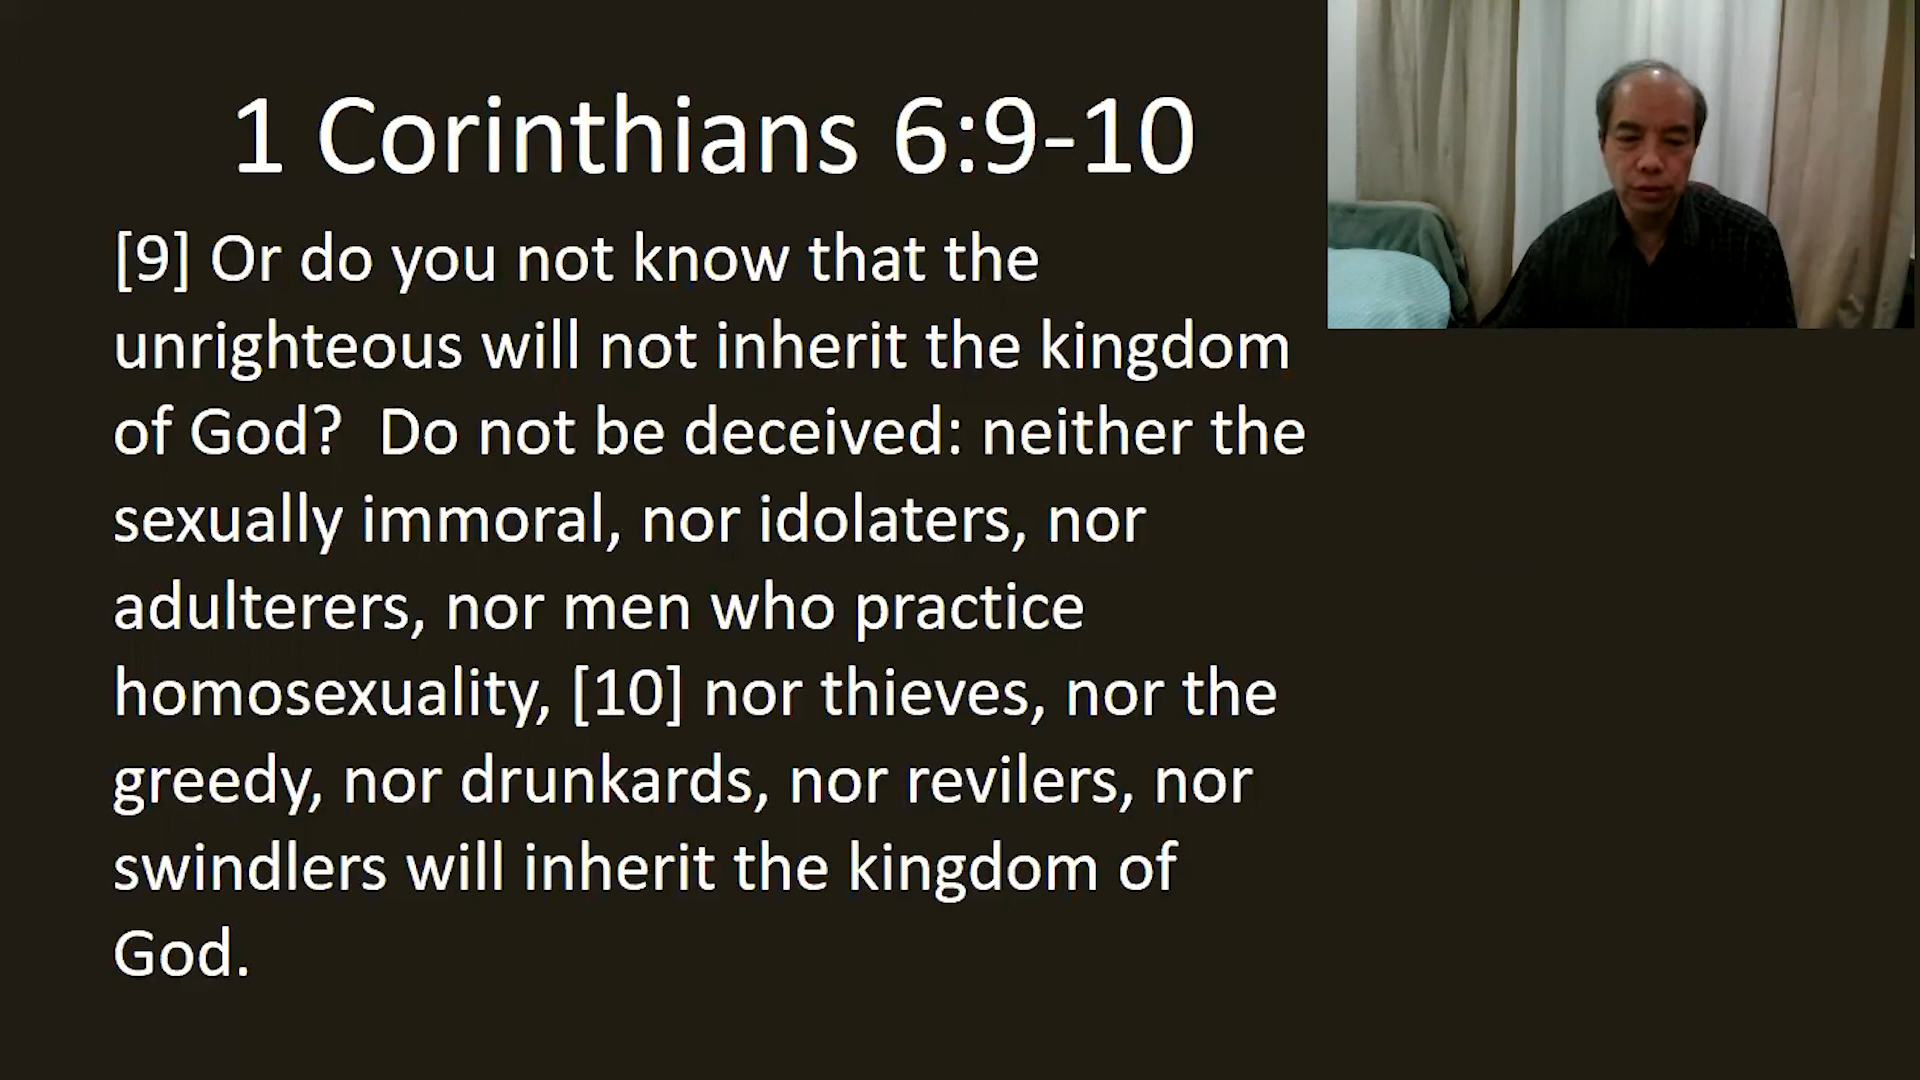 1 Corinthians 6:9-10
[9] Or do you not know that the
unrighteous will not inherit the kingdom
of God?  Do not be deceived: neither the
sexually immoral, nor idolaters, nor
adulterers, nor men who practice
homosexuality, [10] nor thieves, nor the
greedy, nor drunkards, nor revilers, nor
swindlers will inherit the kingdom of
God.